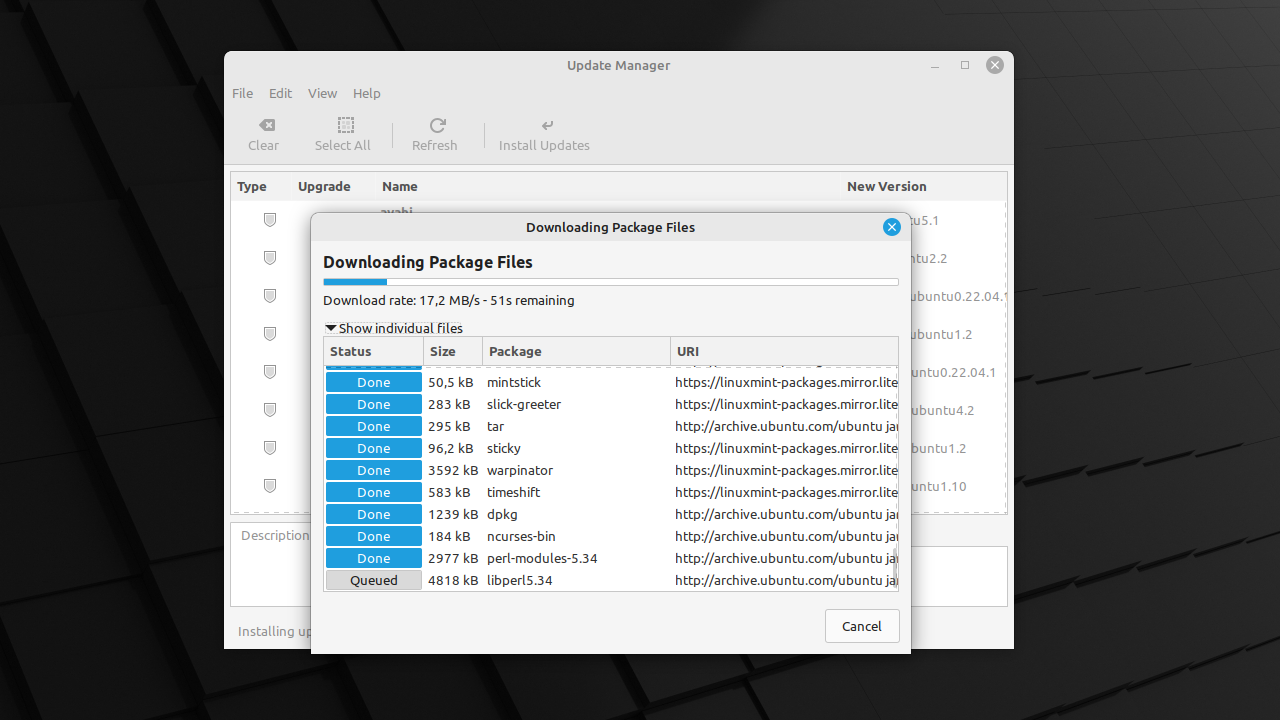 Update Manager
File Edit View Help
Clear Select All Refresh Install Updates
Type Upgrade Name New Version
tu5.1
ntu2.2
ubuntu0.22.04.1
ubuntu1.2
untu0.22.04.1
ubuntu4.2
buntu1.2
untu1.10
Description
Installing up
Downloading Package Files
Downloading Package Files
Download rate: 17,2 MB/s - 51s remaining
Show individual files
Status Size Package URI
Done 50,5 kB mintstick https://linuxmint-packages.mirror.lite
Done 283 kB slick-greeter https://linuxmint-packages.mirror.lite
Done 295 kB tar http://archive.ubuntu.com/ubuntu jan
Done 96,2 kB sticky https://linuxmint-packages.mirror.lite
Done 3592 kB warpinator https://linuxmint-packages.mirror.lite
Done 583 kB timeshift https://linuxmint-packages.mirror.lite
Done 1239 kB dpkg http://archive.ubuntu.com/ubuntu jan
Done 184 kB ncurses-bin http://archive.ubuntu.com/ubuntu jan
Done 2977 kB perl-modules-5.34 http://archive.ubuntu.com/ubuntu jan
Queued 4818 kB libperl5.34 http://archive.ubuntu.com/ubuntu jan
Cancel